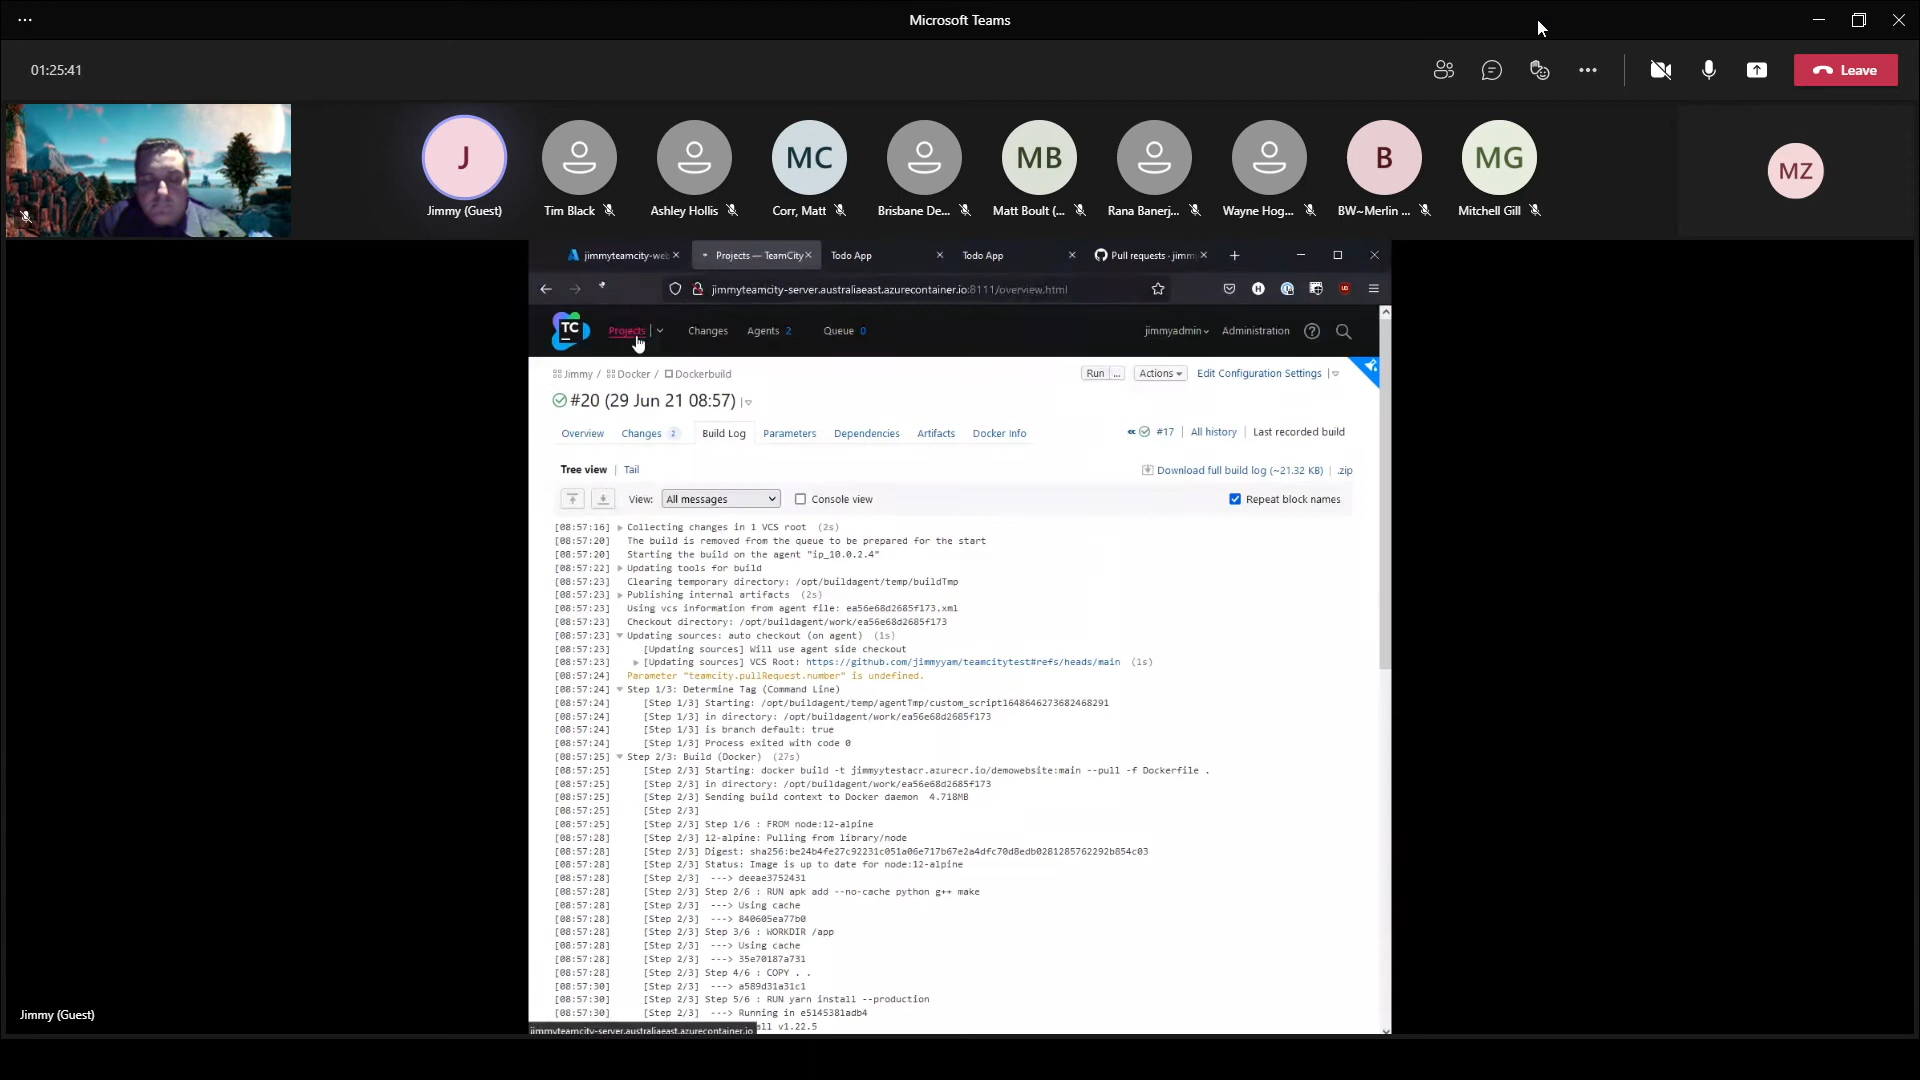 Microsoft Teams
01:25:41
Leave
J
MC
MB
B
MG
MZ
Jimmy (Guest)
Tim Black
Ashley Hollis
Corr, Matt
Brisbane De...
Matt Boult (...
Rana Banerj...
Wayne Hog...
BW~Merlin ...
Mitchell Gill
jimmyteamcity-web
Projects — TeamCity
Todo App
Todo App
Pull requests · jimm
jimmyteamcity-server.australiaeast.azurecontainer.io:8111/overview.html
TC
Projects
Changes
Agents 2
Queue 0
jimmyadmin
Administration
Jimmy / Docker / Dockerbuild
Run ...
Actions
Edit Configuration Settings
#20 (29 Jun 21 08:57)
Overview
Changes 2
Build Log
Parameters
Dependencies
Artifacts
Docker Info
#17
All history
Last recorded build
Tree view
Tail
Download full build log (~21.32 KB)
.zip
View:
All messages
Console view
Repeat block names
[08:57:16] Collecting changes in 1 VCS root (2s)
[08:57:20] The build is removed from the queue to be prepared for the start
[08:57:20] Starting the build on the agent "ip_10.0.2.4"
[08:57:22] Updating tools for build
[08:57:23] Clearing temporary directory: /opt/buildagent/temp/buildTmp
[08:57:23] Publishing internal artifacts (2s)
[08:57:23] Using vcs information from agent file: ea56e68d2685f173.xml
[08:57:23] Checkout directory: /opt/buildagent/work/ea56e68d2685f173
[08:57:23] Updating sources: auto checkout (on agent) (1s)
[08:57:23] [Updating sources] Will use agent side checkout
[08:57:23] [Updating sources] VCS Root: https://github.com/jimmyyam/teamcitytest#refs/heads/main (1s)
[08:57:24] Parameter "teamcity.pullRequest.number" is undefined.
[08:57:24] Step 1/3: Determine Tag (Command Line)
[08:57:24] [Step 1/3] Starting: /opt/buildagent/temp/agentTmp/custom_script1648646273682468291
[08:57:24] [Step 1/3] in directory: /opt/buildagent/work/ea56e68d2685f173
[08:57:24] [Step 1/3] is branch default: true
[08:57:24] [Step 1/3] Process exited with code 0
[08:57:25] Step 2/3: Build (Docker) (27s)
[08:57:25] [Step 2/3] Starting: docker build -t jimmyytestacr.azurecr.io/demowebsite:main --pull -f Dockerfile .
[08:57:25] [Step 2/3] in directory: /opt/buildagent/work/ea56e68d2685f173
[08:57:25] [Step 2/3] Sending build context to Docker daemon 4.718MB
[08:57:25] [Step 2/3]
[08:57:25] [Step 2/3] Step 1/6 : FROM node:12-alpine
[08:57:28] [Step 2/3] 12-alpine: Pulling from library/node
[08:57:28] [Step 2/3] Digest: sha256:be24b4fe27c92231c051a06e717b67e2a4dfc70d8edb0281285762292b854c03
[08:57:28] [Step 2/3] Status: Image is up to date for node:12-alpine
[08:57:28] [Step 2/3] ---> deeae3752431
[08:57:28] [Step 2/3] Step 2/6 : RUN apk add --no-cache python g++ make
[08:57:28] [Step 2/3] ---> Using cache
[08:57:28] [Step 2/3] ---> 840605ea77b0
[08:57:28] [Step 2/3] Step 3/6 : WORKDIR /app
[08:57:28] [Step 2/3] ---> Using cache
[08:57:28] [Step 2/3] ---> 35e70187a731
[08:57:28] [Step 2/3] Step 4/6 : COPY . .
[08:57:30] [Step 2/3] ---> a589d31a31c1
[08:57:30] [Step 2/3] Step 5/6 : RUN yarn install --production
[08:57:30] [Step 2/3] ---> Running in e5145381adb4
all v1.22.5
jimmyteamcity-server.australiaeast.azurecontainer.io
Jimmy (Guest)